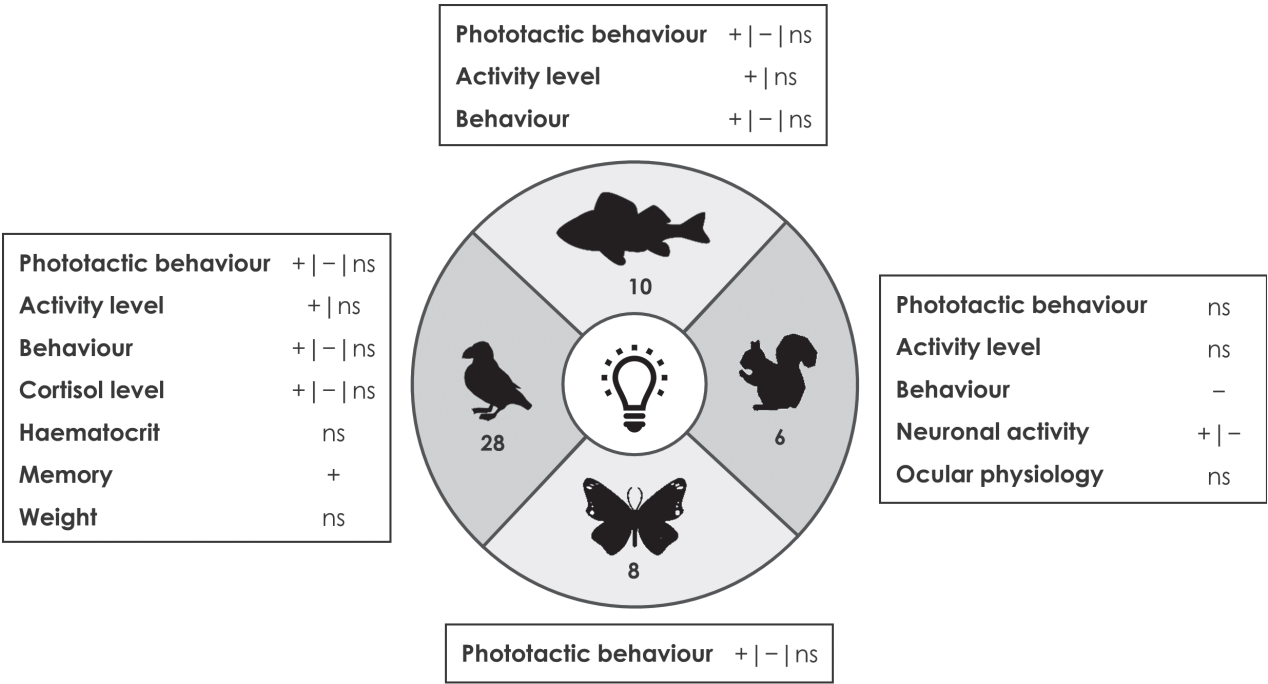 Phototactic behaviour +|−|ns
Activity level +|ns
Behaviour +|−|ns
10
Phototactic behaviour +|−|ns
Activity level +|ns
Behaviour +|−|ns
Cortisol level +|−|ns
Haematocrit ns
Memory +
Weight ns
28
6
Phototactic behaviour ns
Activity level ns
Behaviour −
Neuronal activity +|−
Ocular physiology ns
8
Phototactic behaviour +|−|ns